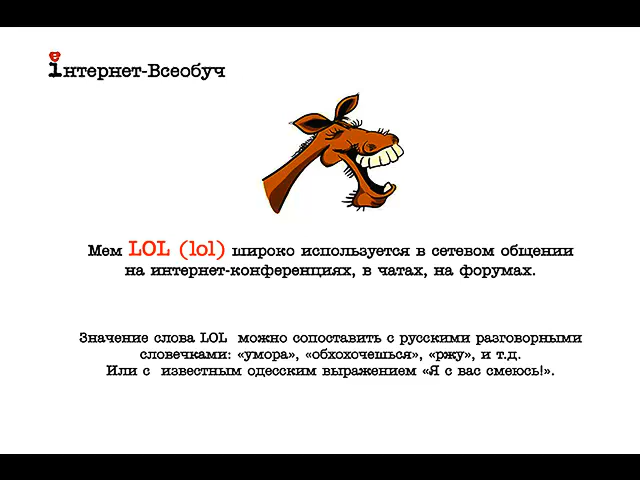 интернет-Всеобуч
Мем LOL (lol) широко используется в сетевом общении
на интернет-конференциях, в чатах, на форумах.
Значение слова LOL можно сопоставить с русскими разговорными
словечками: «умора», «обхохочешься», «ржу», и т.д.
Или с известным одесским выражением «Я с вас смеюсь!».